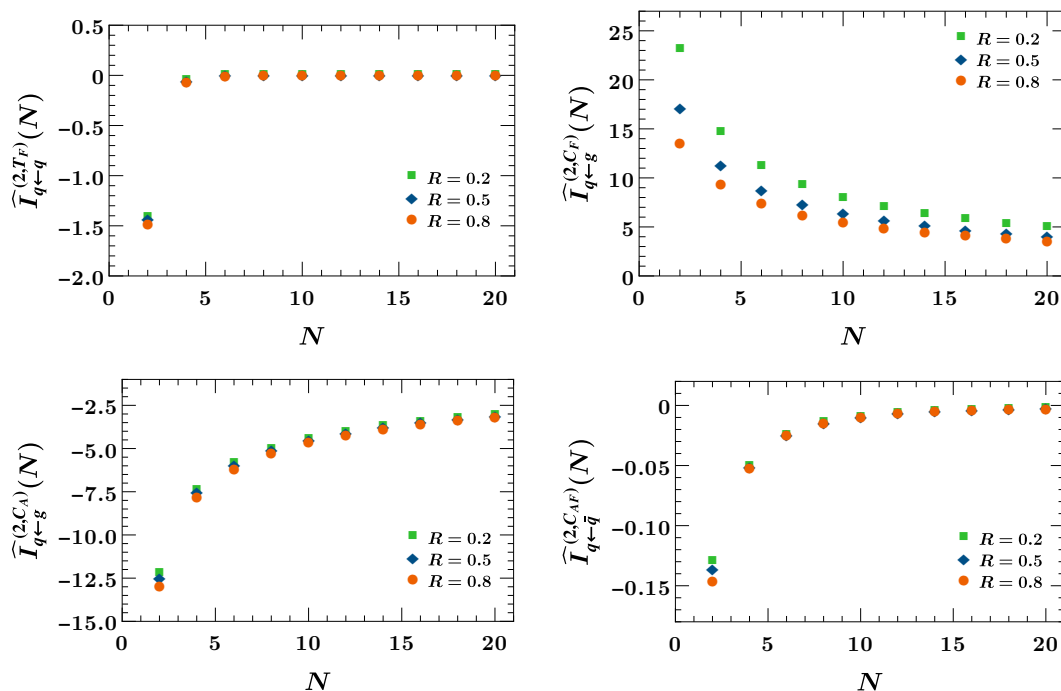 0.5
0
−0.5
−1.0
−1.5
−2.0
0 5 10 15 20
N
Î_{q←q}^{(2,T_F)}(N)
R = 0.2
R = 0.5
R = 0.8
25
20
15
10
5
0
0 5 10 15 20
N
Î_{q←g}^{(2,C_F)}(N)
R = 0.2
R = 0.5
R = 0.8
−2.5
−5.0
−7.5
−10.0
−12.5
−15.0
0 5 10 15 20
N
Î_{q←g}^{(2,C_A)}(N)
R = 0.2
R = 0.5
R = 0.8
0
−0.05
−0.10
−0.15
0 5 10 15 20
N
Î_{q←q̄}^{(2,C_{AF})}(N)
R = 0.2
R = 0.5
R = 0.8